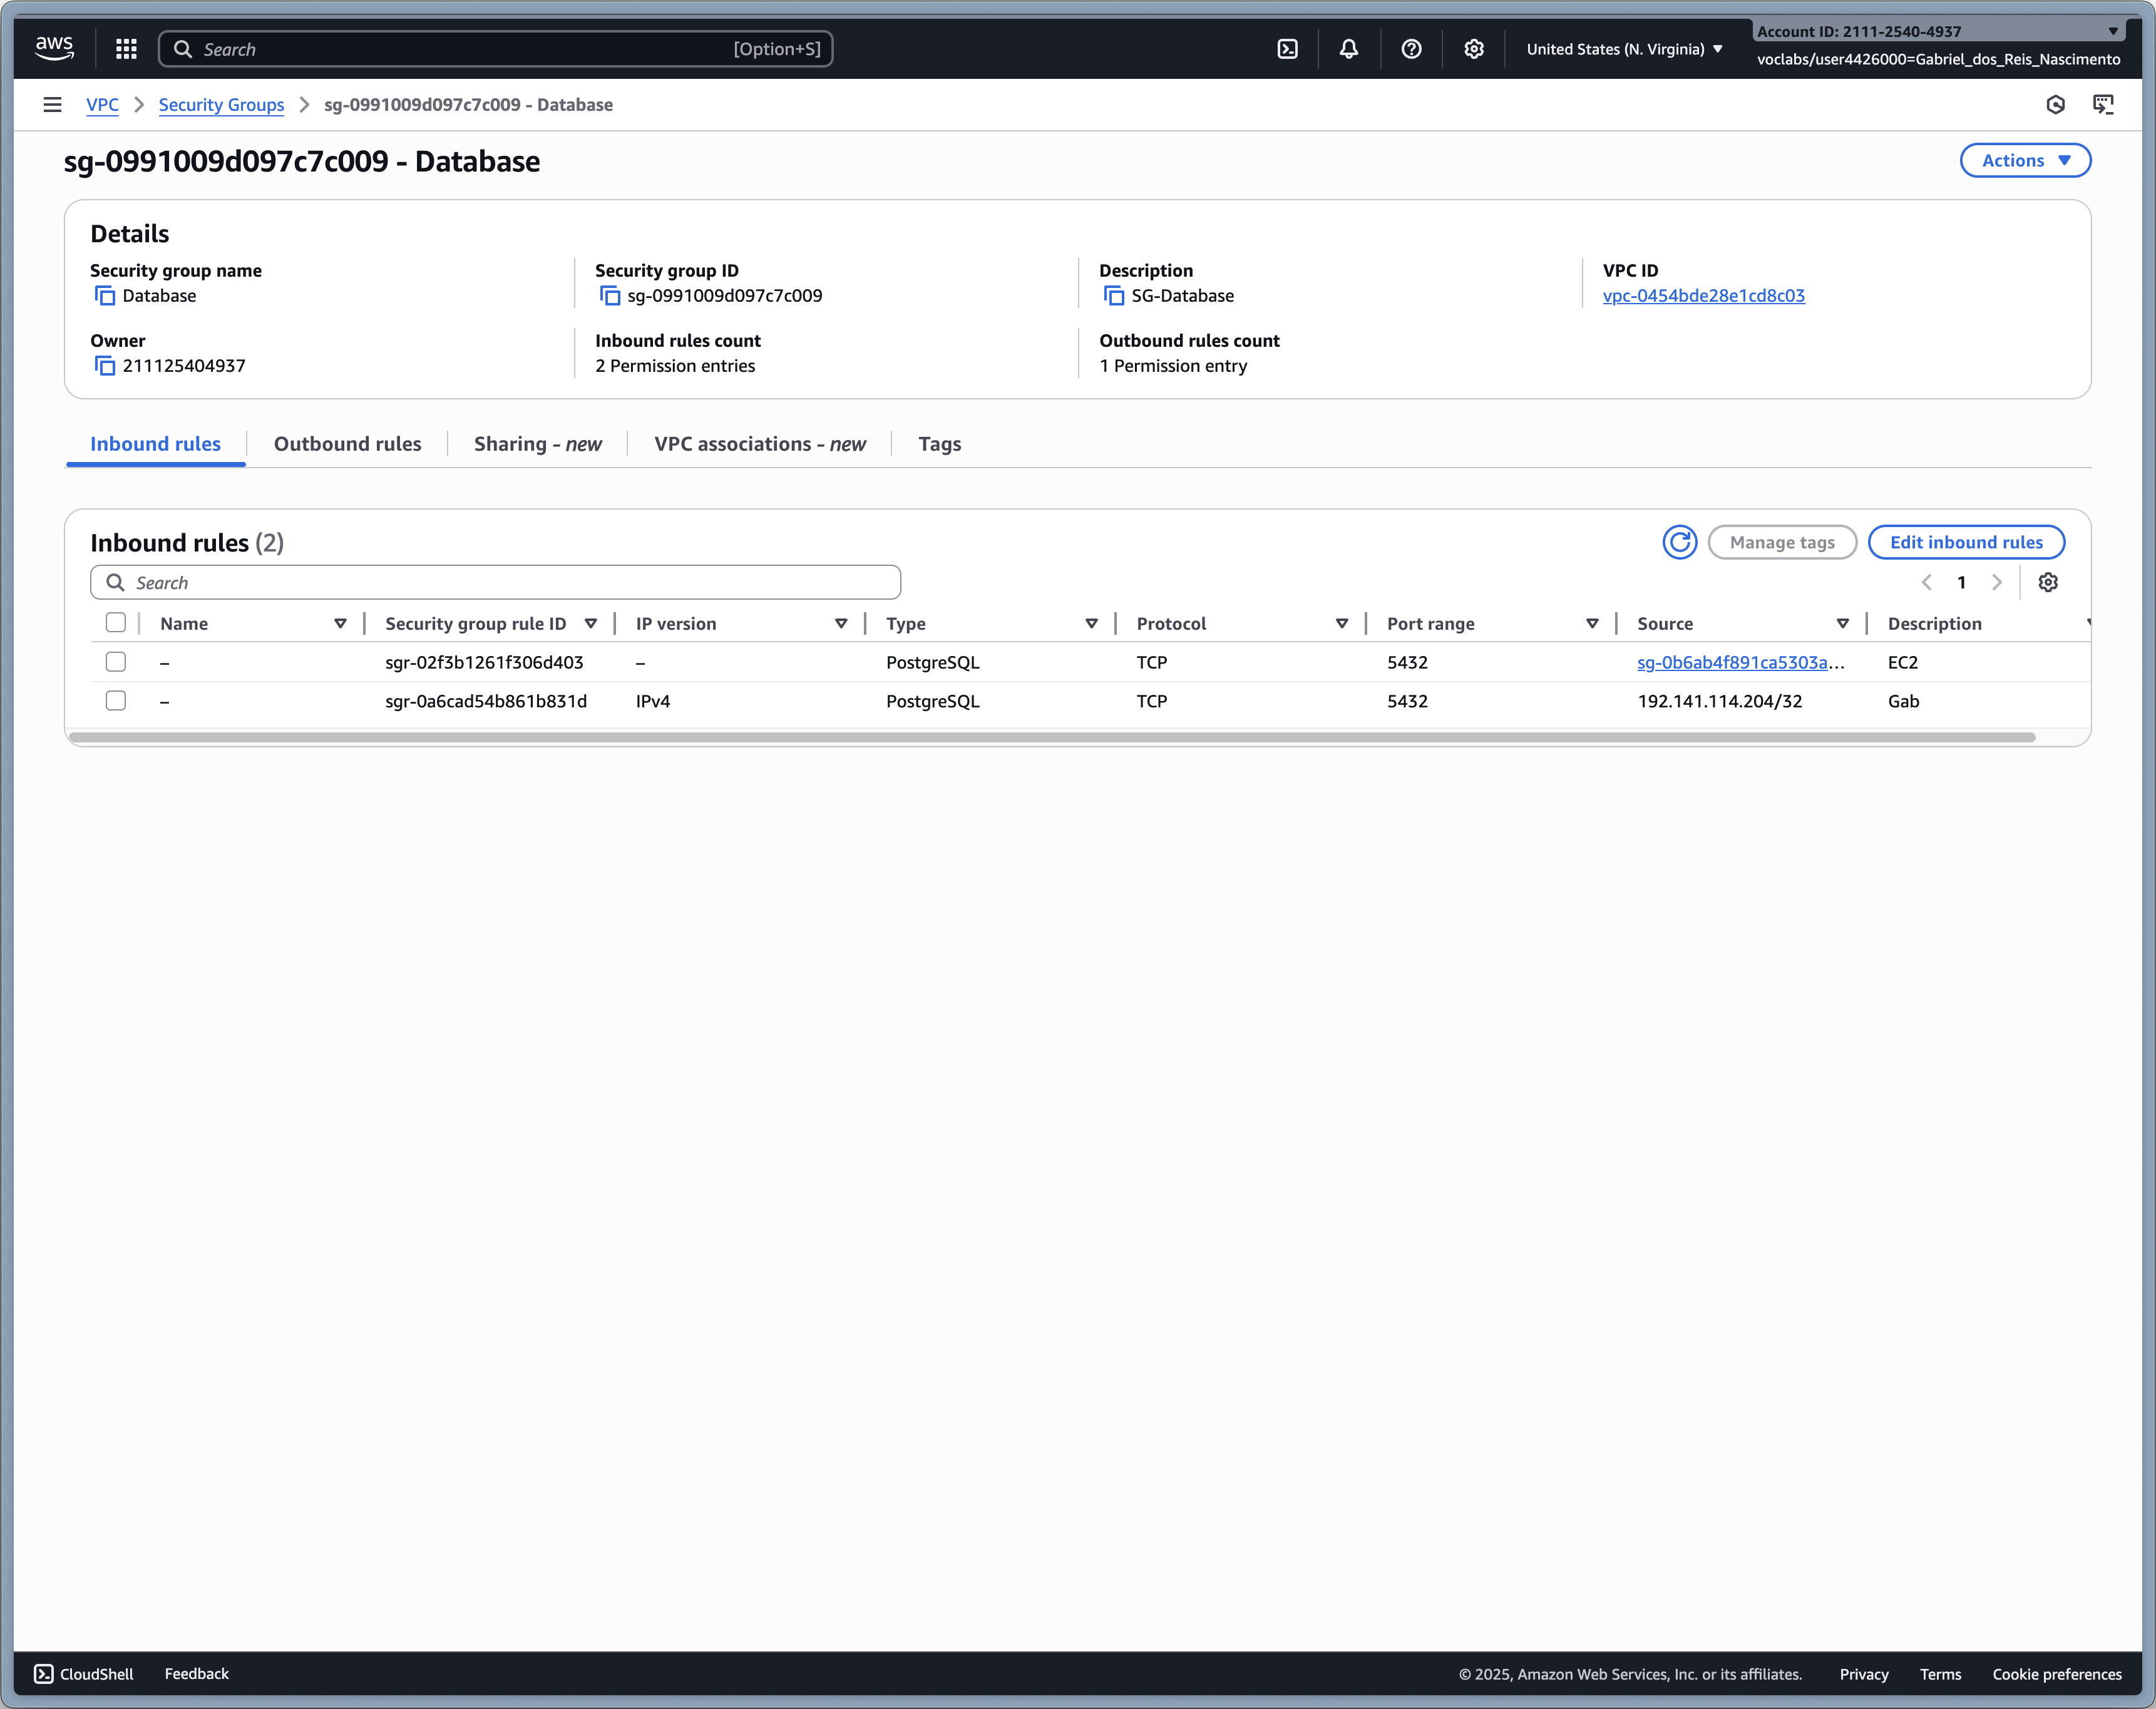 aws
Search [Option+S]
United States (N. Virginia)
Account ID: 2111-2540-4937
voclabs/user4426000=Gabriel_dos_Reis_Nascimento
VPC Security Groups sg-0991009d097c7c009 - Database
sg-0991009d097c7c009 - Database
Actions
Details
Security group name
Database
Security group ID
sg-0991009d097c7c009
Description
SG-Database
VPC ID
vpc-0454bde28e1cd8c03
Owner
211125404937
Inbound rules count
2 Permission entries
Outbound rules count
1 Permission entry
Inbound rules Outbound rules Sharing - new VPC associations - new Tags
Inbound rules (2)
Manage tags Edit inbound rules
Search
1
Name Security group rule ID IP version Type Protocol Port range Source Description
– sgr-02f3b1261f306d403 – PostgreSQL TCP 5432 sg-0b6ab4f891ca5303a... EC2
– sgr-0a6cad54b861b831d IPv4 PostgreSQL TCP 5432 192.141.114.204/32 Gab
CloudShell Feedback © 2025, Amazon Web Services, Inc. or its affiliates. Privacy Terms Cookie preferences